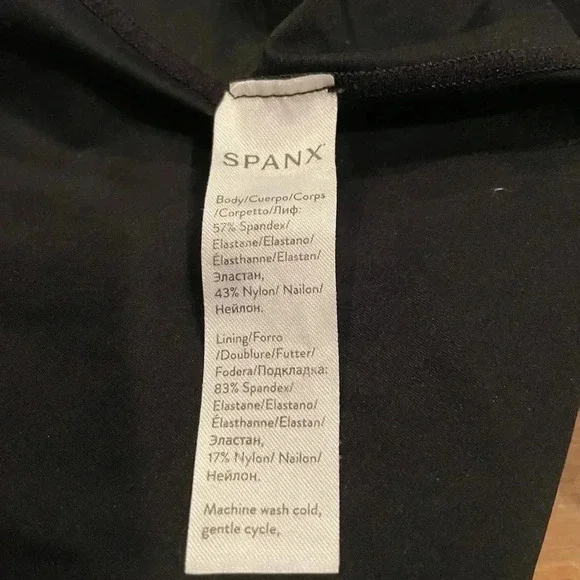 SPANX
Body/Cuerpo/Corps
/Corpetto/Лиф:
57% Spandex/
Elastane/Elastano/
Élasthanne/Elastan/
Эластан,
43% Nylon/ Nailon/
Нейлон.
Lining/Forro
/Doublure/Futter/
Fodera/Подкладка:
83% Spandex/
Elastane/Elastano/
Élasthanne/Elastan/
Эластан,
17% Nylon/ Nailon/
Нейлон.
Machine wash cold,
gentle cycle,